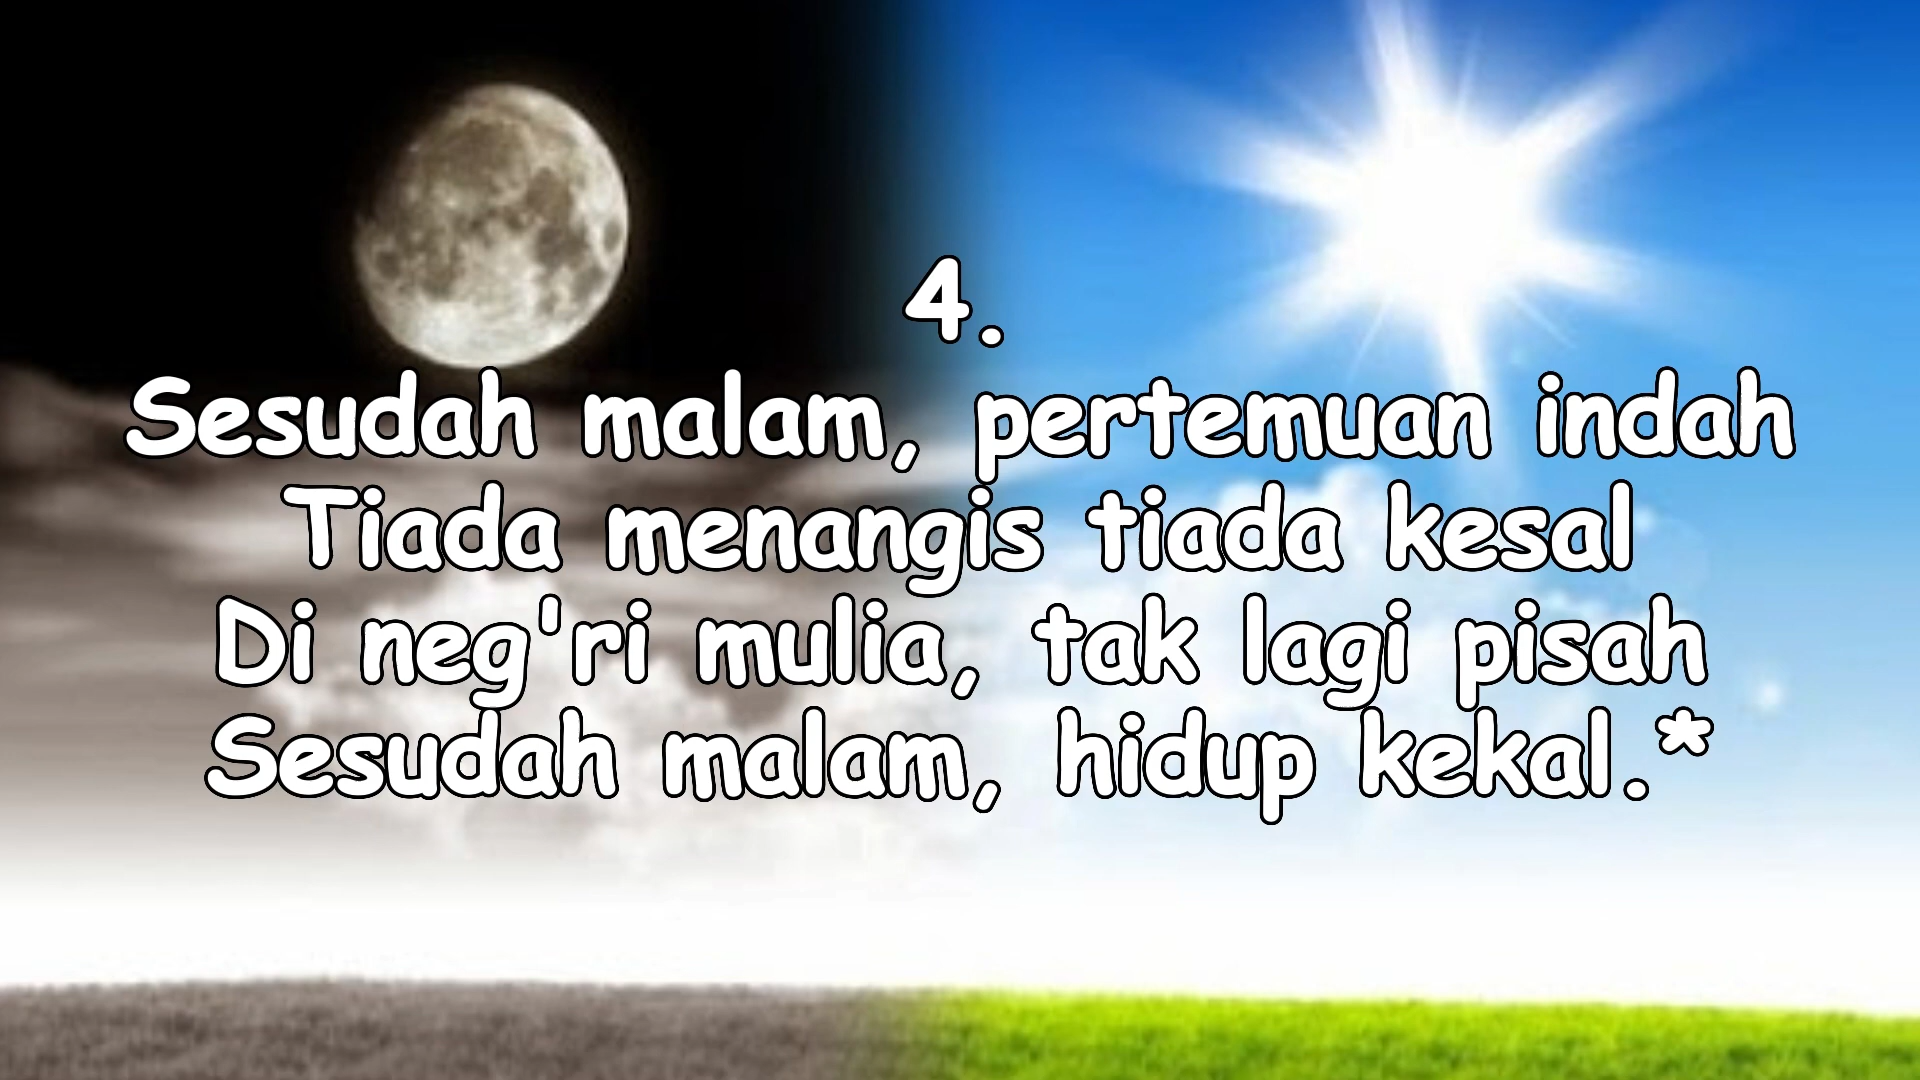 4.
Sesudah malam, pertemuan indah
Tiada menangis tiada kesal
Di neg'ri mulia, tak lagi pisah
Sesudah malam, hidup kekal.*